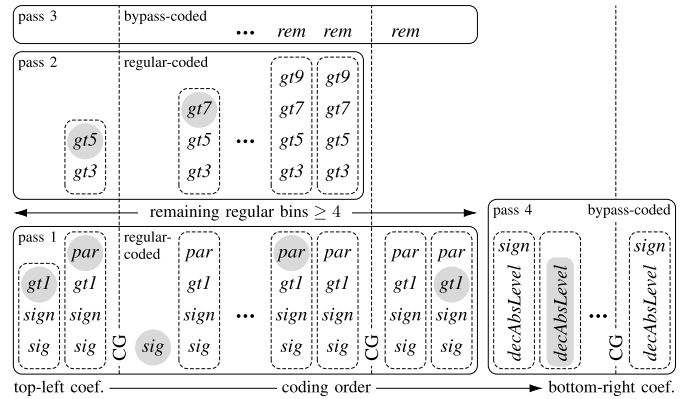 pass 3 bypass-coded
... rem rem rem
pass 2 regular-coded
gt9 gt9
gt7 gt7 gt7
gt5 gt5 ... gt5 gt5
gt3 gt3 gt3 gt3
remaining regular bins ≥ 4
pass 1 regular-
coded
par par par par par par
gt1 gt1 gt1 gt1 gt1 gt1 gt1
sign sign sign ... sign sign sign sign
sig sig CG sig sig sig sig CG sig sig
pass 4 bypass-coded
sign sign
decAbsLevel decAbsLevel ... CG decAbsLevel
top-left coef. coding order bottom-right coef.